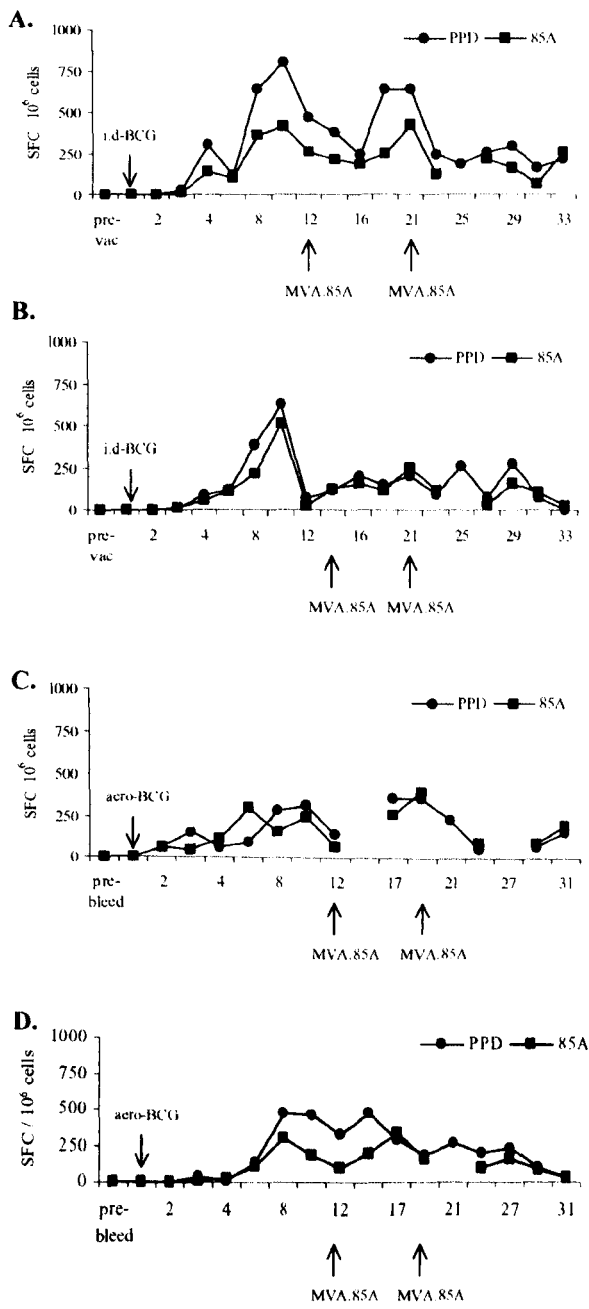 A.
1000
750
500
250
0
SFC 10⁶ cells
PPD 85A
i.d-BCG
pre-vac 2 4 8 12 16 21 25 29 33
MVA.85A MVA.85A
B.
1000
750
500
250
0
SFC 10⁶ cells
PPD 85A
i.d-BCG
pre-vac 2 4 8 12 16 21 25 29 33
MVA.85A MVA.85A
C.
1000
750
500
250
0
SFC 10⁶ cells
PPD 85A
aero-BCG
pre-bleed 2 4 8 12 17 21 27 31
MVA.85A MVA.85A
D.
1000
750
500
250
0
SFC / 10⁶ cells
PPD 85A
aero-BCG
pre-bleed 2 4 8 12 17 21 27 31
MVA.85A MVA.85A